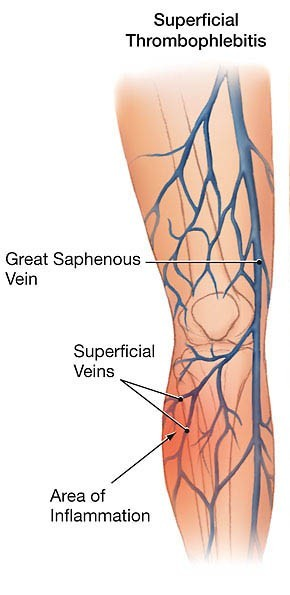 Superficial
Thrombophlebitis
Great Saphenous
Vein
Superficial
Veins
Area of
Inflammation